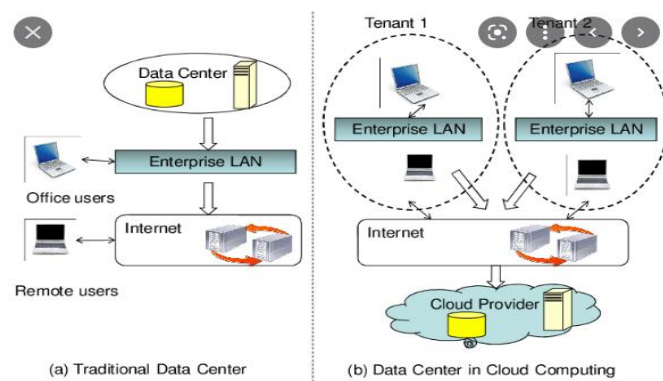 Data Center
Enterprise LAN
Office users
Internet
Remote users
(a) Traditional Data Center
Tenant 1
Tenant 2
Enterprise LAN
Enterprise LAN
Internet
Cloud Provider
(b) Data Center in Cloud Computing